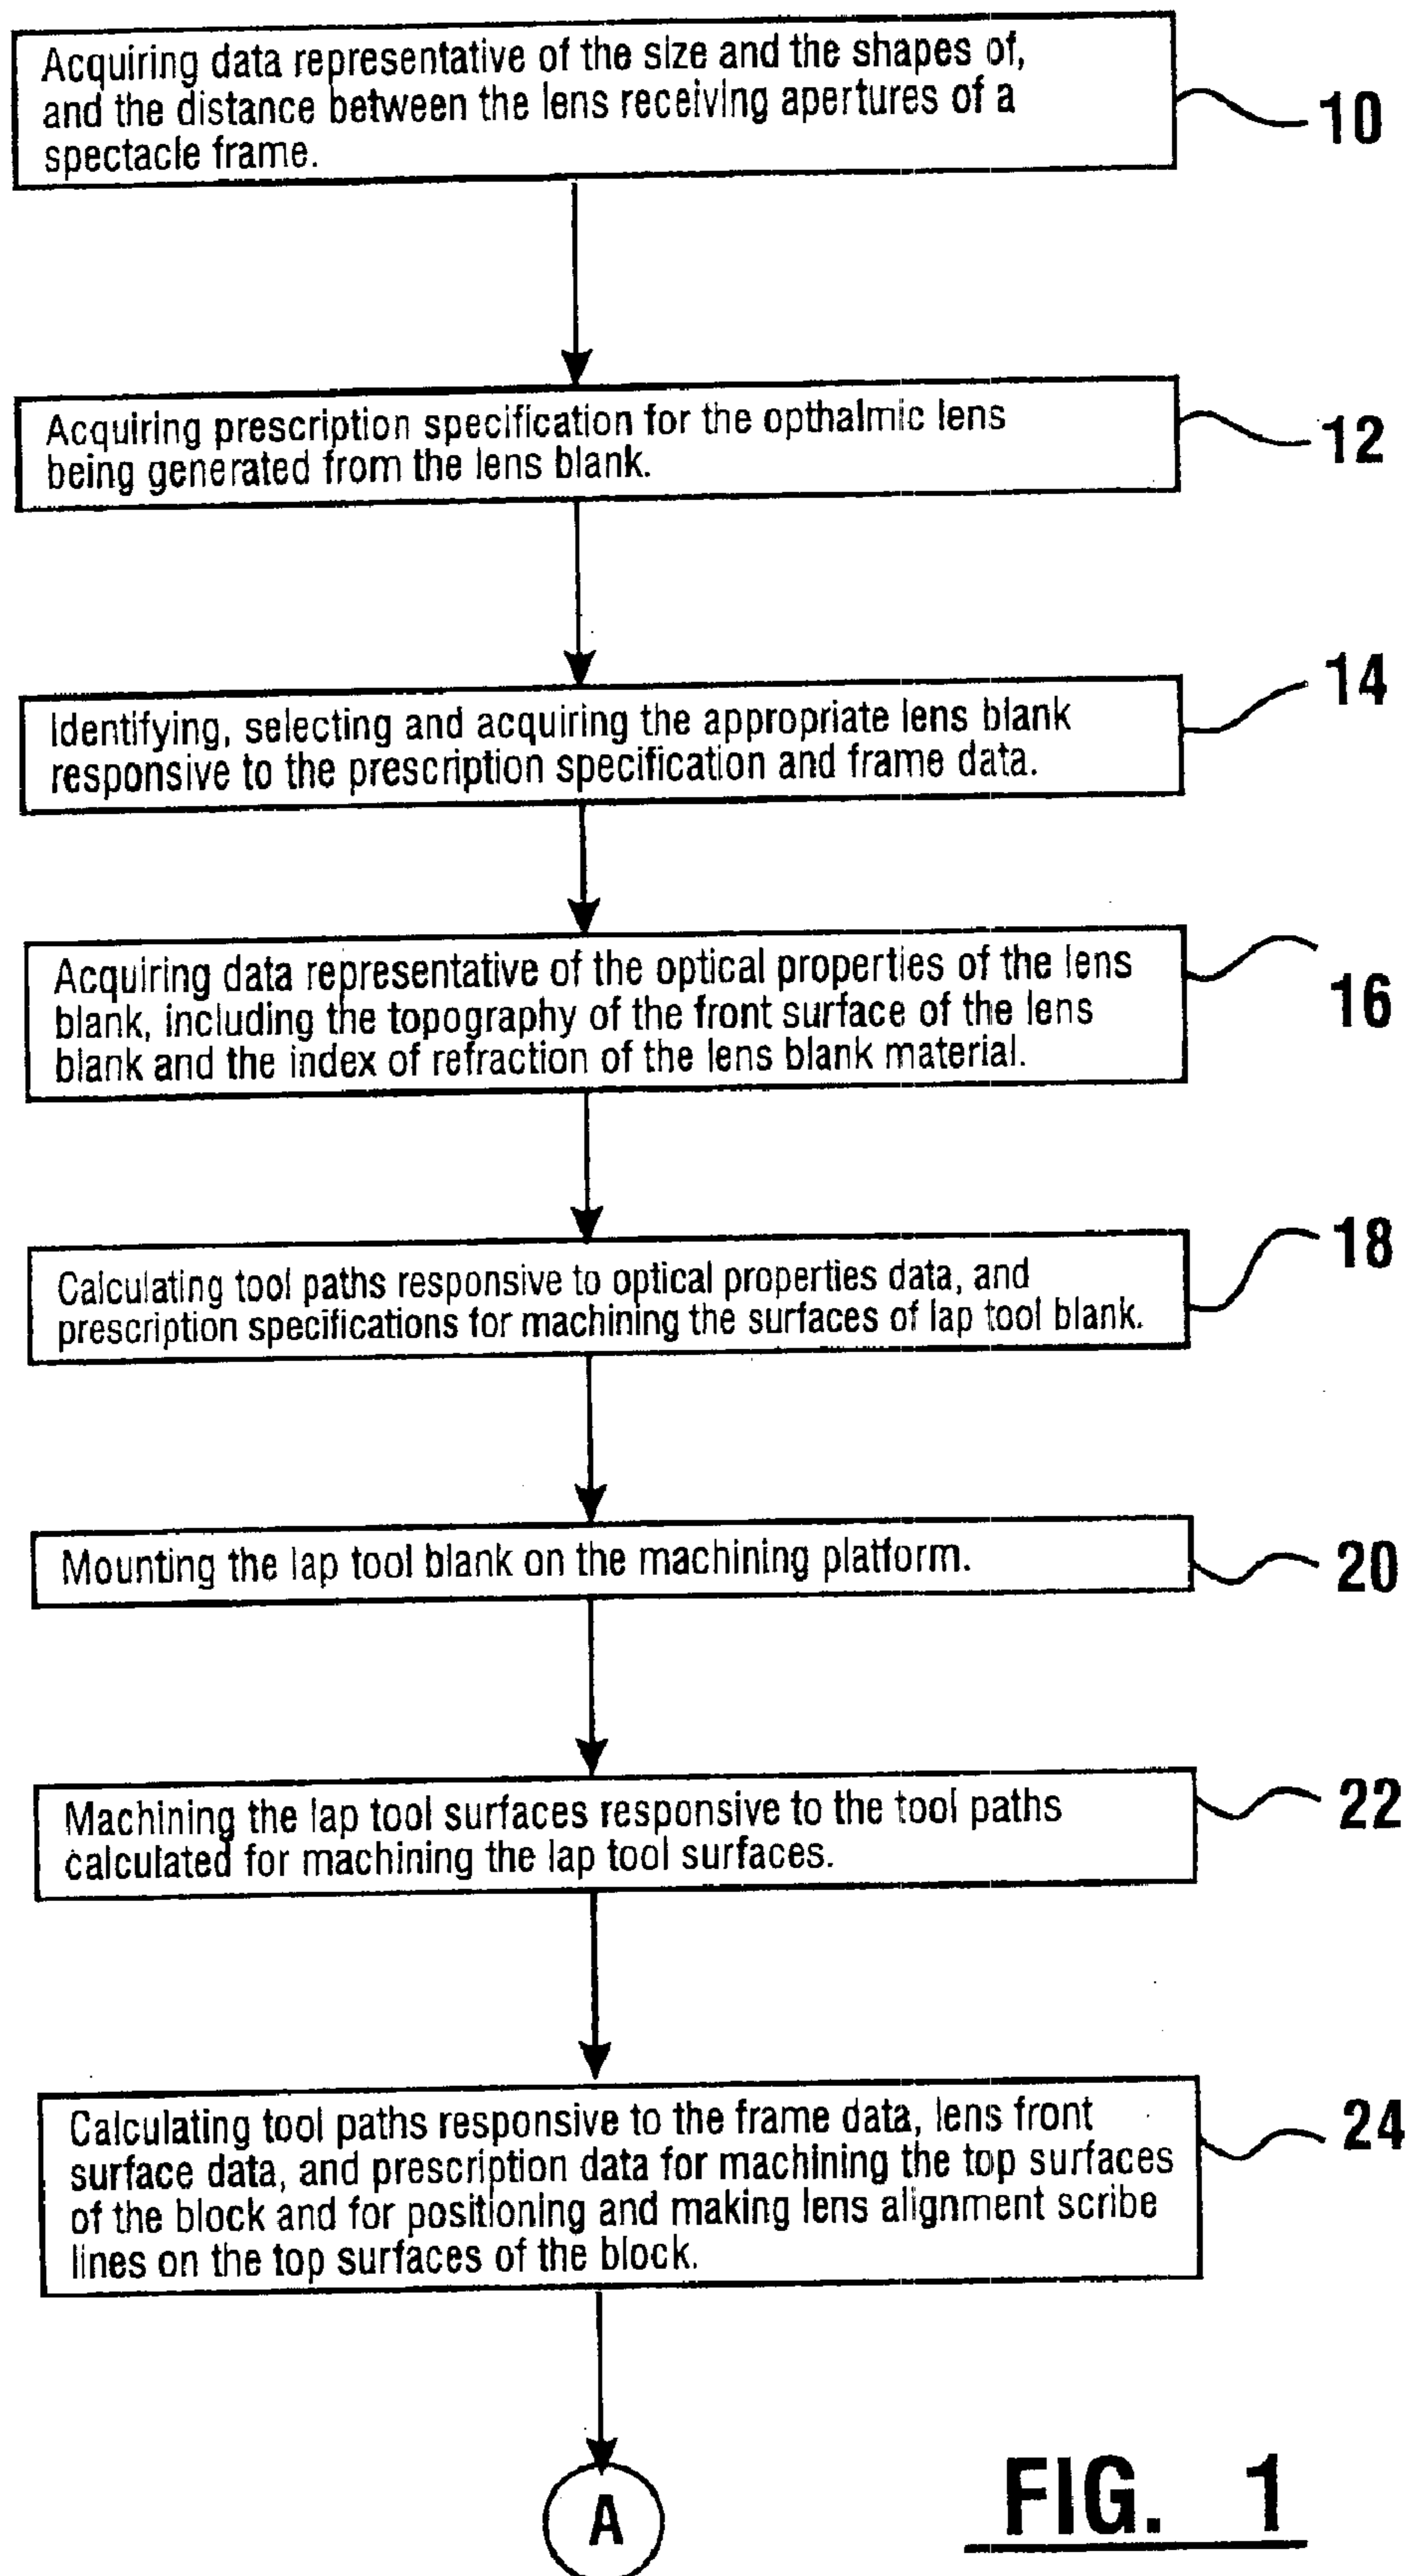 Acquiring data representative of the size and the shapes of,
and the distance between the lens receiving apertures of a
spectacle frame.
10
Acquiring prescription specification for the opthalmic lens
being generated from the lens blank.
12
Identifying, selecting and acquiring the appropriate lens blank
responsive to the prescription specification and frame data.
14
Acquiring data representative of the optical properties of the lens
blank, including the topography of the front surface of the lens
blank and the index of refraction of the lens blank material.
16
Calculating tool paths responsive to optical properties data, and
prescription specifications for machining the surfaces of lap tool blank.
18
Mounting the lap tool blank on the machining platform.
20
Machining the lap tool surfaces responsive to the tool paths
calculated for machining the lap tool surfaces.
22
Calculating tool paths responsive to the frame data, lens front
surface data, and prescription data for machining the top surfaces
of the block and for positioning and making lens alignment scribe
lines on the top surfaces of the block.
24
A
FIG. 1